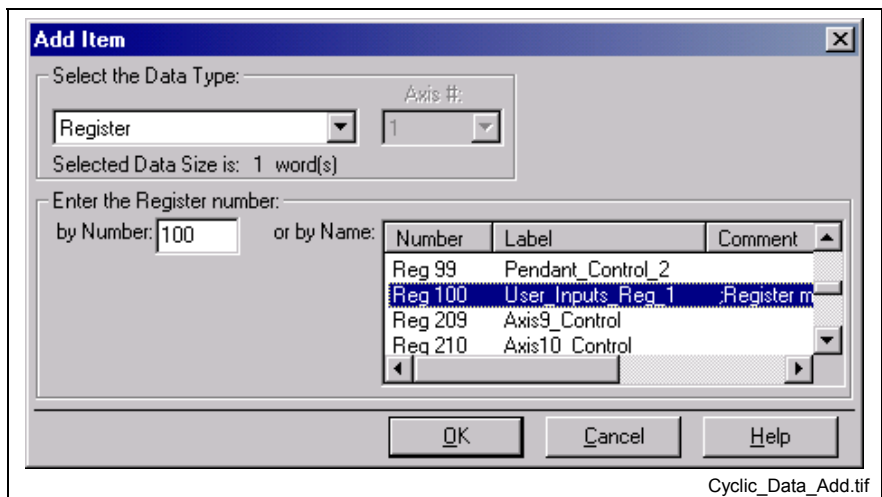 Add Item
Select the Data Type:
Axis #:
Register
1
Selected Data Size is: 1 word(s)
Enter the Register number:
by Number: 100 or by Name:
Number Label Comment
Reg 99 Pendant_Control_2
Reg 100 User_Inputs_Reg_1 ;Register m
Reg 209 Axis9_Control
Reg 210 Axis10_Control
OK Cancel Help
Cyclic_Data_Add.tif